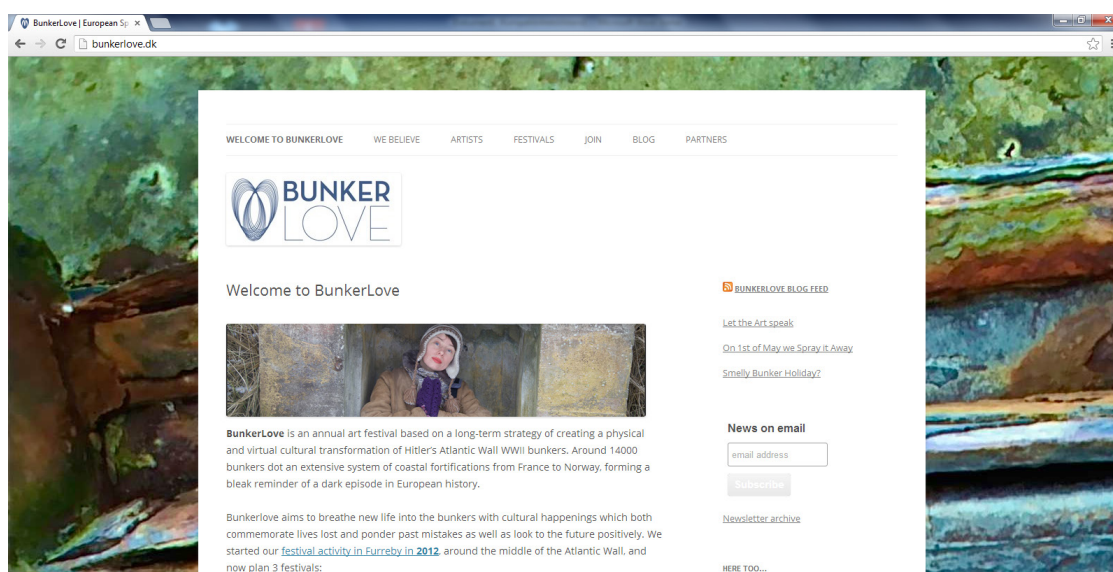 BunkerLove | European Sp
bunkerlove.dk
WELCOME TO BUNKERLOVE WE BELIEVE ARTISTS FESTIVALS JOIN BLOG PARTNERS
BUNKER
LOVE
Welcome to BunkerLove
BunkerLove is an annual art festival based on a long-term strategy of creating a physical
and virtual cultural transformation of Hitler's Atlantic Wall WWII bunkers. Around 14000
bunkers dot an extensive system of coastal fortifications from France to Norway, forming a
bleak reminder of a dark episode in European history.
Bunkerlove aims to breathe new life into the bunkers with cultural happenings which both
commemorate lives lost and ponder past mistakes as well as look to the future positively. We
started our festival activity in Furreby in 2012, around the middle of the Atlantic Wall, and
now plan 3 festivals:
BUNKERLOVE BLOG FEED
Let the Art speak
On 1st of May we Spray it Away
Smelly Bunker Holiday?
News on email
email address
Subscribe
Newsletter archive
HERE TOO...